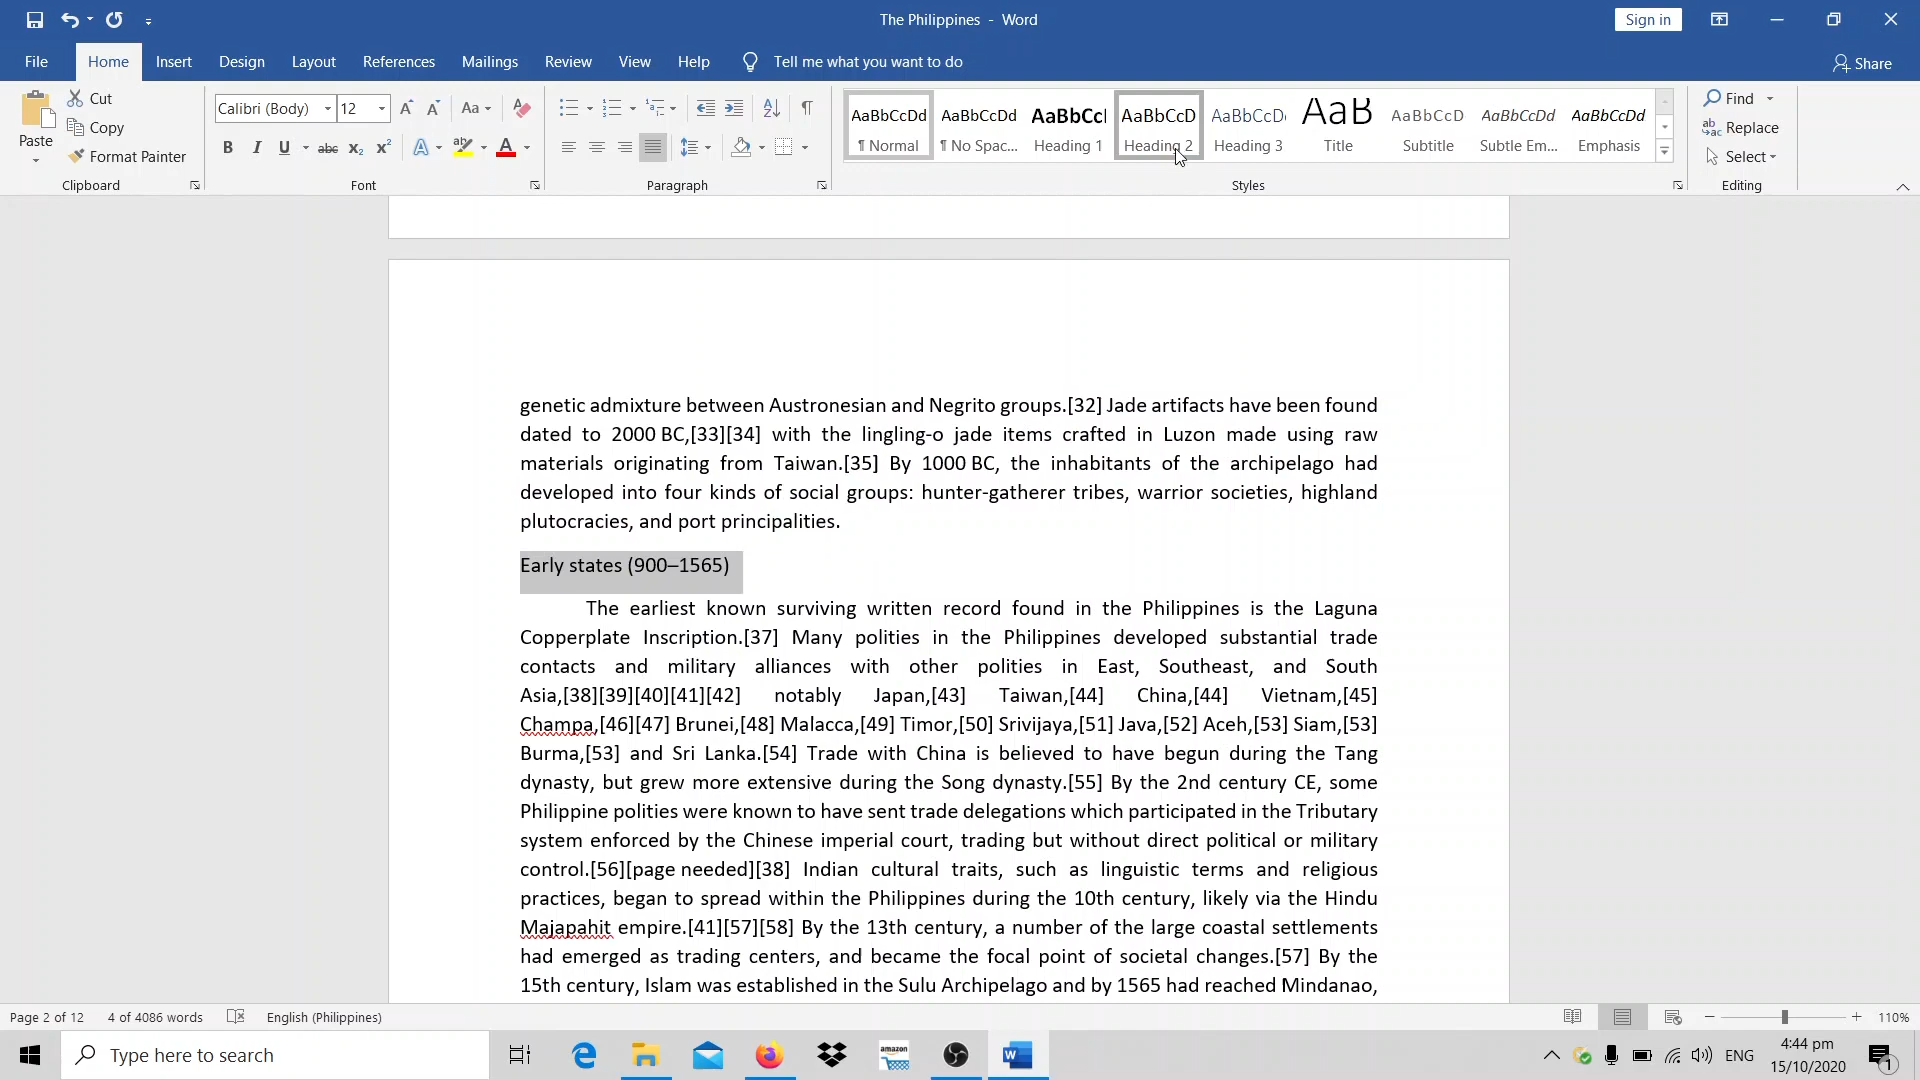 The Philippines - Word
Sign in
File Home Insert Design Layout References Mailings Review View Help Tell me what you want to do Share
Paste
Cut
Copy
Format Painter
Clipboard
Calibri (Body) 12
Font
Paragraph
AaBbCcDd AaBbCcDd AaBbCcI AaBbCcD AaBbCcD AaB AaBbCcD AaBbCcDd AaBbCcDd
¶ Normal ¶ No Spac... Heading 1 Heading 2 Heading 3 Title Subtitle Subtle Em... Emphasis
Styles
Find
Replace
Select
Editing
genetic admixture between Austronesian and Negrito groups.[32] Jade artifacts have been found
dated to 2000 BC,[33][34] with the lingling-o jade items crafted in Luzon made using raw
materials originating from Taiwan.[35] By 1000 BC, the inhabitants of the archipelago had
developed into four kinds of social groups: hunter-gatherer tribes, warrior societies, highland
plutocracies, and port principalities.
Early states (900–1565)
The earliest known surviving written record found in the Philippines is the Laguna
Copperplate Inscription.[37] Many polities in the Philippines developed substantial trade
contacts and military alliances with other polities in East, Southeast, and South
Asia,[38][39][40][41][42] notably Japan,[43] Taiwan,[44] China,[44] Vietnam,[45]
Champa,[46][47] Brunei,[48] Malacca,[49] Timor,[50] Srivijaya,[51] Java,[52] Aceh,[53] Siam,[53]
Burma,[53] and Sri Lanka.[54] Trade with China is believed to have begun during the Tang
dynasty, but grew more extensive during the Song dynasty.[55] By the 2nd century CE, some
Philippine polities were known to have sent trade delegations which participated in the Tributary
system enforced by the Chinese imperial court, trading but without direct political or military
control.[56][page needed][38] Indian cultural traits, such as linguistic terms and religious
practices, began to spread within the Philippines during the 10th century, likely via the Hindu
Majapahit empire.[41][57][58] By the 13th century, a number of the large coastal settlements
had emerged as trading centers, and became the focal point of societal changes.[57] By the
15th century, Islam was established in the Sulu Archipelago and by 1565 had reached Mindanao,
Page 2 of 12 4 of 4086 words English (Philippines) 110%
Type here to search
amazon
ENG
4:44 pm
15/10/2020
1